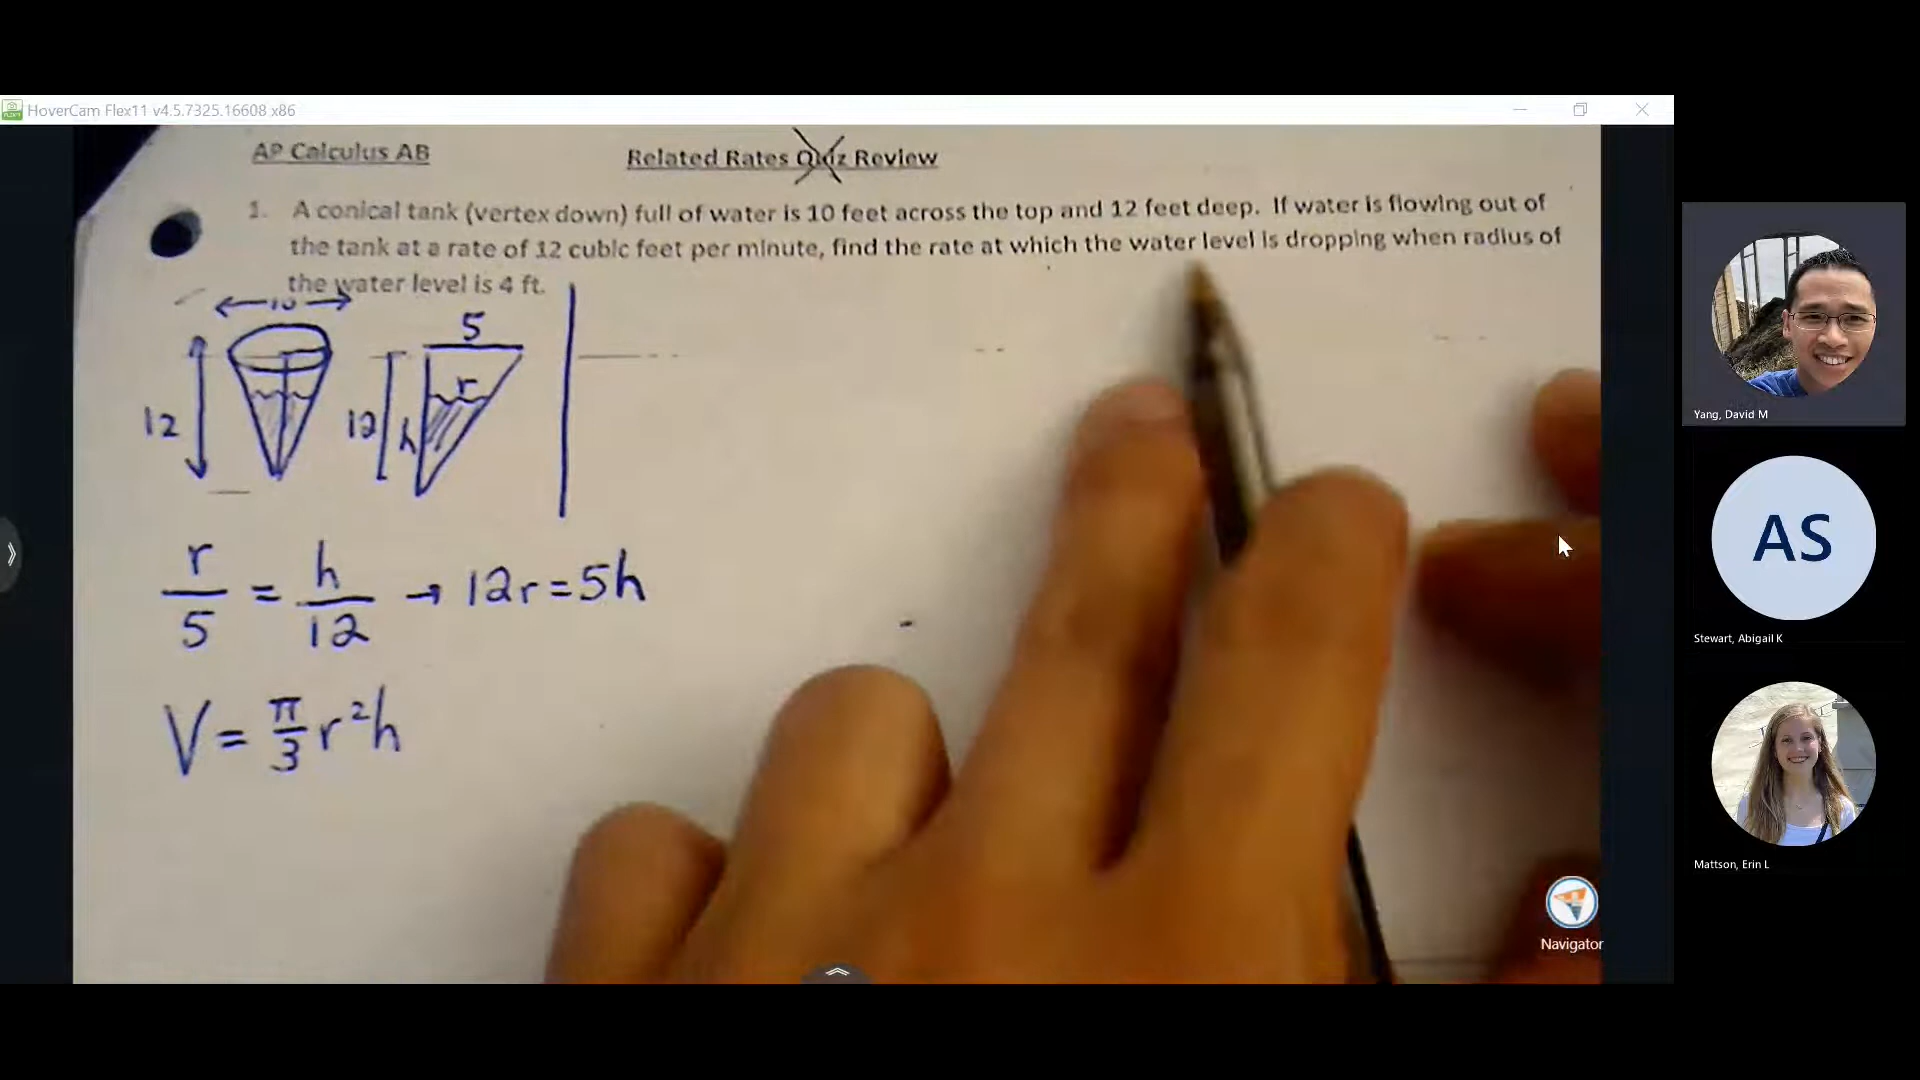 HoverCam Flex11 v4.5.7325.16608 x86
AP Calculus AB
Related Rates Quiz Review
1. A conical tank (vertex down) full of water is 10 feet across the top and 12 feet deep. If water is flowing out of
the tank at a rate of 12 cubic feet per minute, find the rate at which the water level is dropping when radius of
the water level is 4 ft.
10
5
r
12
12
h
r/5 = h/12 → 12r = 5h
V = π/3 r²h
Yang, David M
AS
Stewart, Abigail K
Mattson, Erin L
Navigator